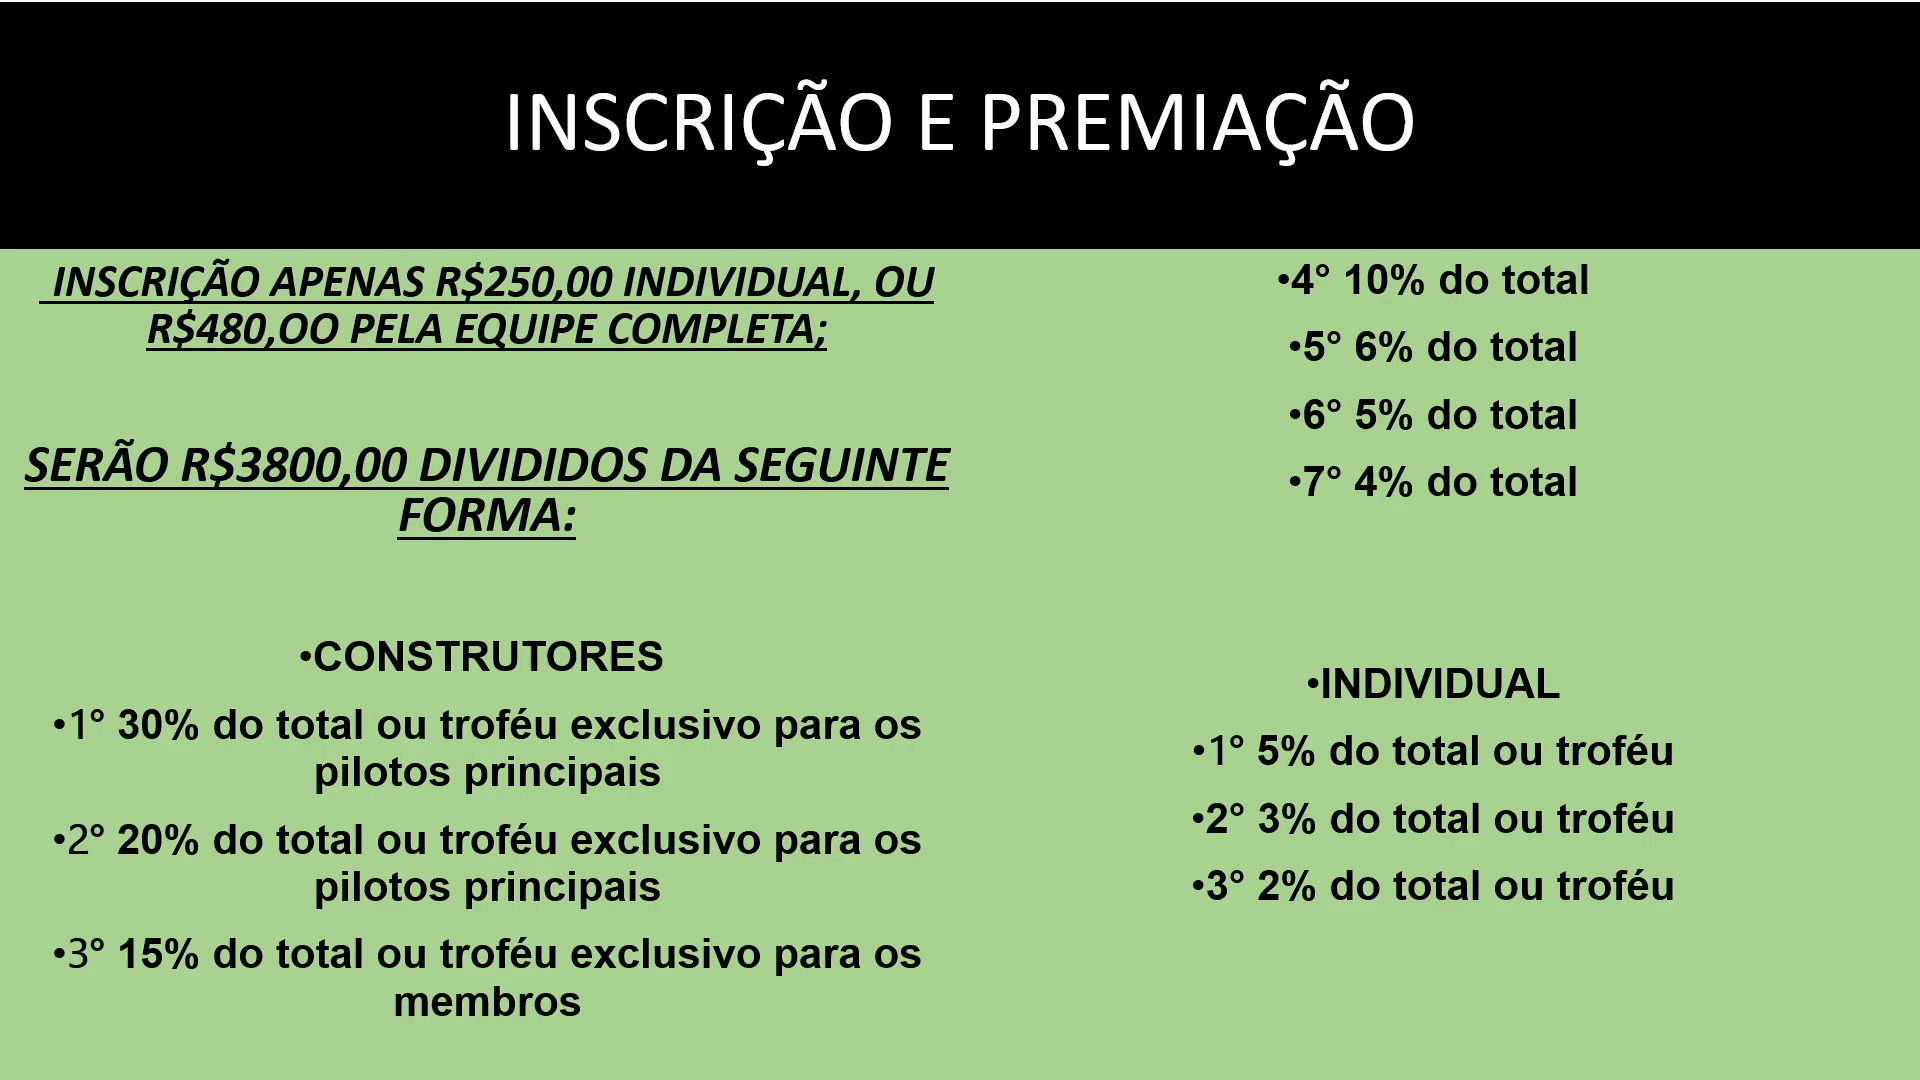 INSCRIÇÃO E PREMIAÇÃO
INSCRIÇÃO APENAS R$250,00 INDIVIDUAL, OU
R$480,OO PELA EQUIPE COMPLETA;
SERÃO R$3800,00 DIVIDIDOS DA SEGUINTE
FORMA:
•CONSTRUTORES
•1° 30% do total ou troféu exclusivo para os
pilotos principais
•2° 20% do total ou troféu exclusivo para os
pilotos principais
•3° 15% do total ou troféu exclusivo para os
membros
•4° 10% do total
•5° 6% do total
•6° 5% do total
•7° 4% do total
•INDIVIDUAL
•1° 5% do total ou troféu
•2° 3% do total ou troféu
•3° 2% do total ou troféu